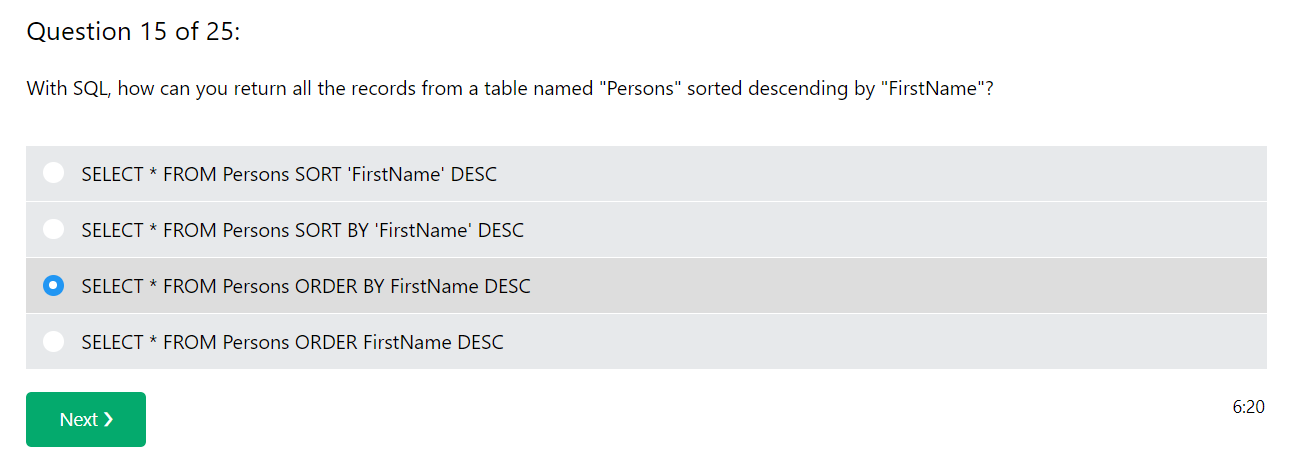 Question 15 of 25:
With SQL, how can you return all the records from a table named "Persons" sorted descending by "FirstName"?
SELECT * FROM Persons SORT 'FirstName' DESC
SELECT * FROM Persons SORT BY 'FirstName' DESC
SELECT * FROM Persons ORDER BY FirstName DESC
SELECT * FROM Persons ORDER FirstName DESC
Next ❯
6:20